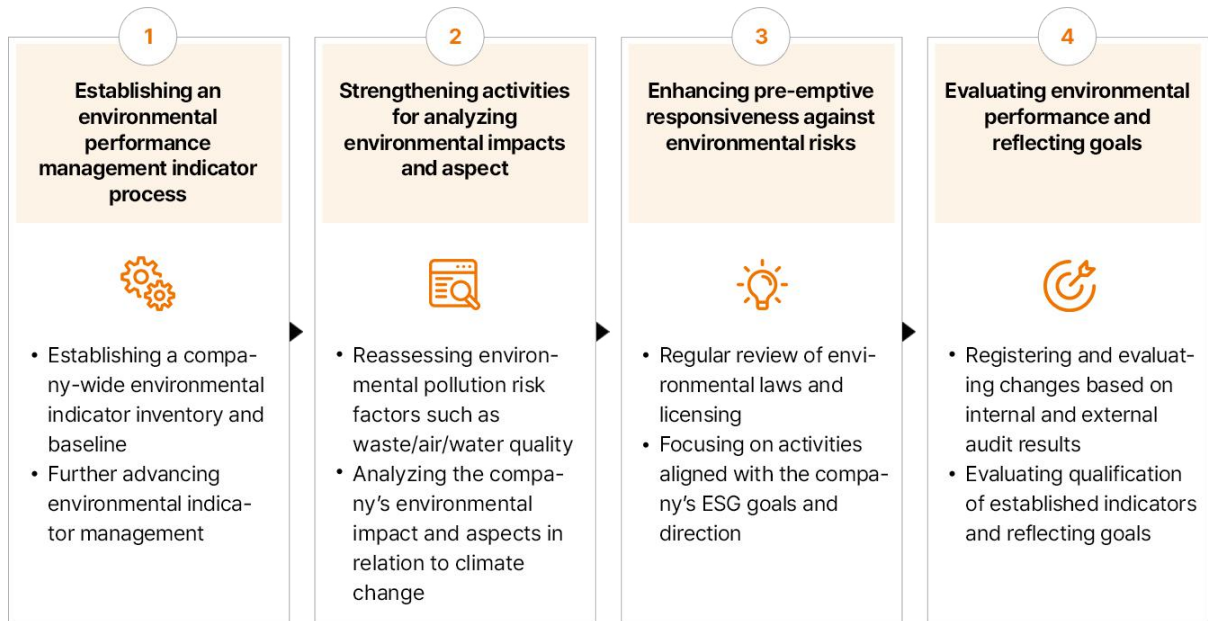 1
Establishing an
environmental
performance
management indicator
process
• Establishing a compa-
ny-wide environmental
indicator inventory and
baseline
• Further advancing
environmental indica-
tor management
2
Strengthening activities
for analyzing
environmental impacts
and aspect
• Reassessing environ-
mental pollution risk
factors such as
waste/air/water quality
• Analyzing the compa-
ny’s environmental
impact and aspects in
relation to climate
change
3
Enhancing pre-emptive
responsiveness against
environmental risks
• Regular review of envi-
ronmental laws and
licensing
• Focusing on activities
aligned with the compa-
ny’s ESG goals and
direction
4
Evaluating environmental
performance and
reflecting goals
• Registering and evaluat-
ing changes based on
internal and external
audit results
• Evaluating qualification
of established indicators
and reflecting goals